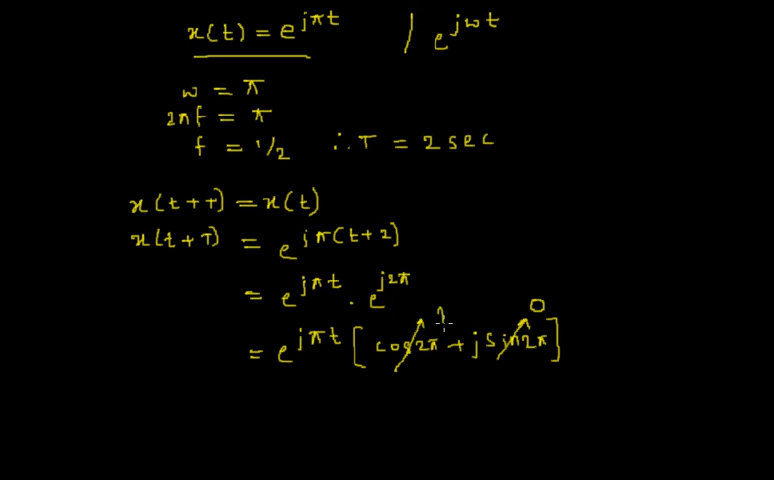 x(t) = e^{jπt} / e^{jωt}
ω = π
2πf = π
f = 1/2 ∴ T = 2 sec
x(t+T) = x(t)
x(t+T) = e^{jπ(t+2)}
= e^{jπt} . e^{j2π}
1 0
= e^{jπt} [cos2π + j sin2π]